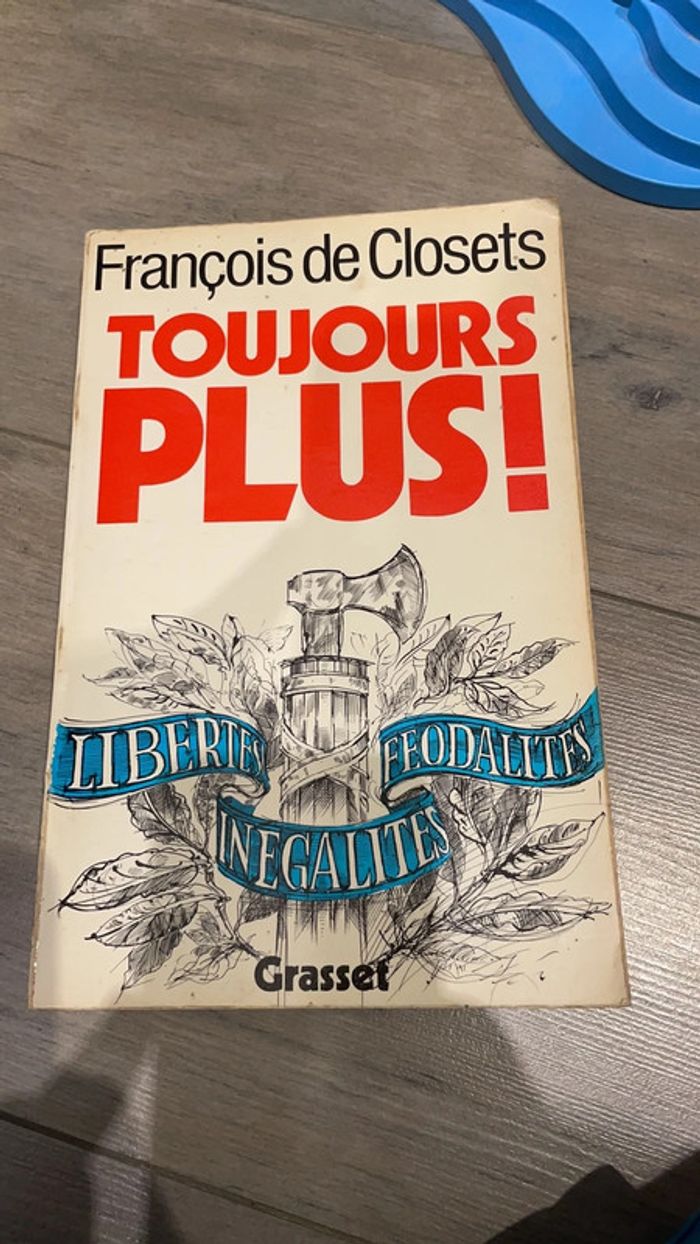 François de Closets
TOUJOURS
PLUS!
LIBERTES
INEGALITES
FEODALITES
Grasset